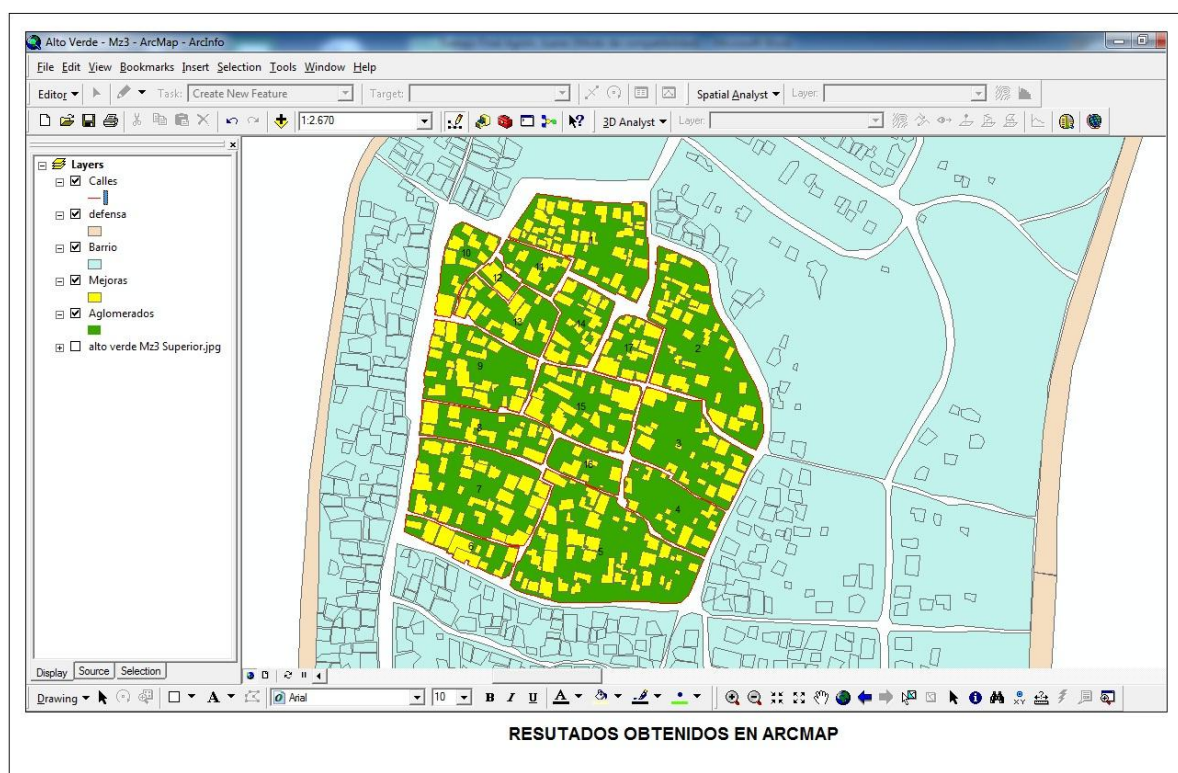 Alto Verde - Mz3 - ArcMap - ArcInfo
File Edit View Bookmarks Insert Selection Tools Window Help
Editor Task: Create New Feature Target: Spatial Analyst Layer:
1:2.670 3D Analyst Layer:
Layers
Calles
defensa
Barrio
Mejoras
Aglomerados
alto verde Mz3 Superior.jpg
1
10
11
12
13
14
17
2
9
15
3
8
16
7
4
6
5
Display Source Selection
Drawing A Arial 10 B I U A
XY
RESUTADOS OBTENIDOS EN ARCMAP